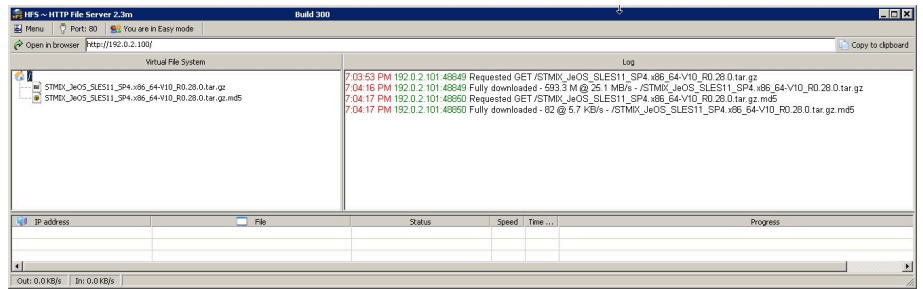 HFS ~ HTTP File Server 2.3m Build 300
Menu Port: 80 You are in Easy mode
Open in browser http://192.0.2.100/ Copy to clipboard
Virtual File System Log
/
STMIX_JeOS_SLES11_SP4.x86_64-V10_R0.28.0.tar.gz
STMIX_JeOS_SLES11_SP4.x86_64-V10_R0.28.0.tar.gz.md5
7:03:53 PM 192.0.2.101:48849 Requested GET /STMIX_JeOS_SLES11_SP4.x86_64-V10_R0.28.0.tar.gz
7:04:16 PM 192.0.2.101:48849 Fully downloaded - 593.3 M @ 25.1 MB/s - /STMIX_JeOS_SLES11_SP4.x86_64-V10_R0.28.0.tar.gz
7:04:17 PM 192.0.2.101:48850 Requested GET /STMIX_JeOS_SLES11_SP4.x86_64-V10_R0.28.0.tar.gz.md5
7:04:17 PM 192.0.2.101:48850 Fully downloaded - 82 @ 5.7 KB/s - /STMIX_JeOS_SLES11_SP4.x86_64-V10_R0.28.0.tar.gz.md5
IP address File Status Speed Time ... Progress
Out: 0.0 KB/s In: 0.0 KB/s